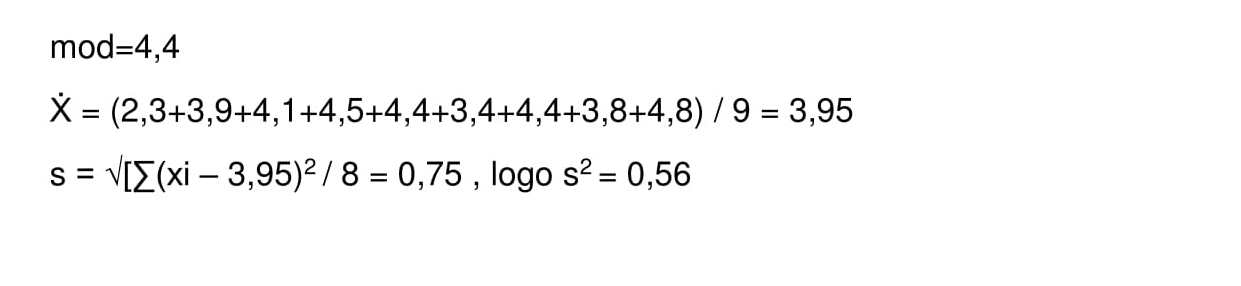 mod=4,4
Ẋ = (2,3+3,9+4,1+4,5+4,4+3,4+4,4+3,8+4,8) / 9 = 3,95
s = √[∑(xi – 3,95)² / 8 = 0,75 , logo s² = 0,56